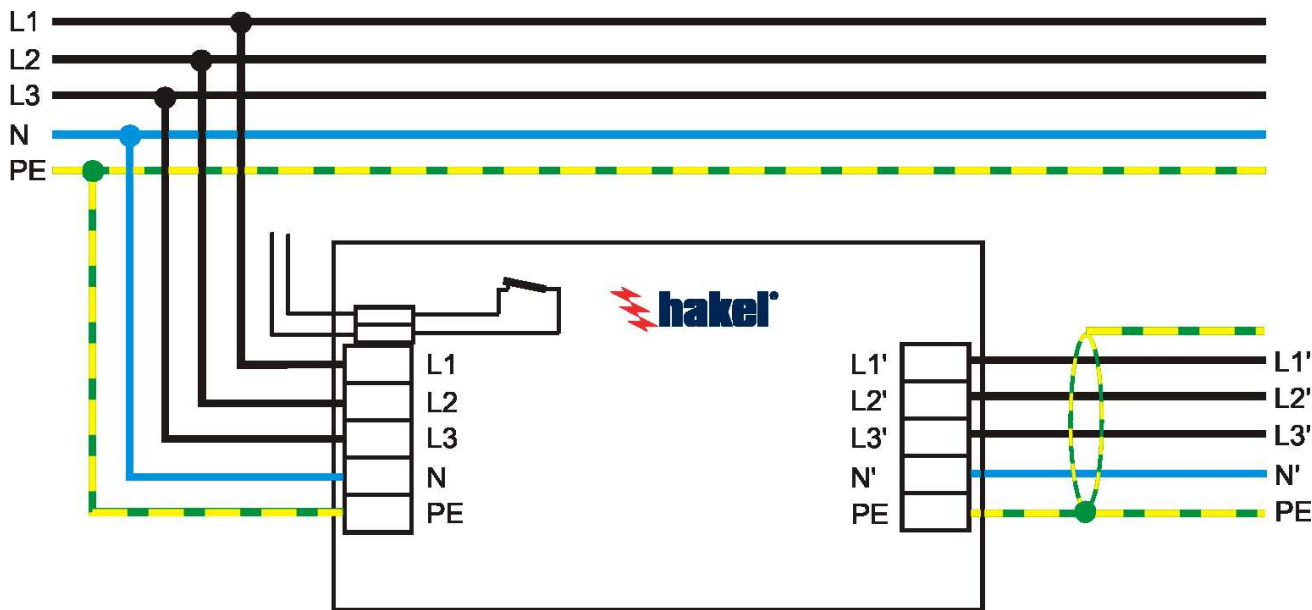 L1
L2
L3
N
PE
hakel®
L1 L1' L1'
L2 L2' L2'
L3 L3' L3'
N N' N'
PE PE PE